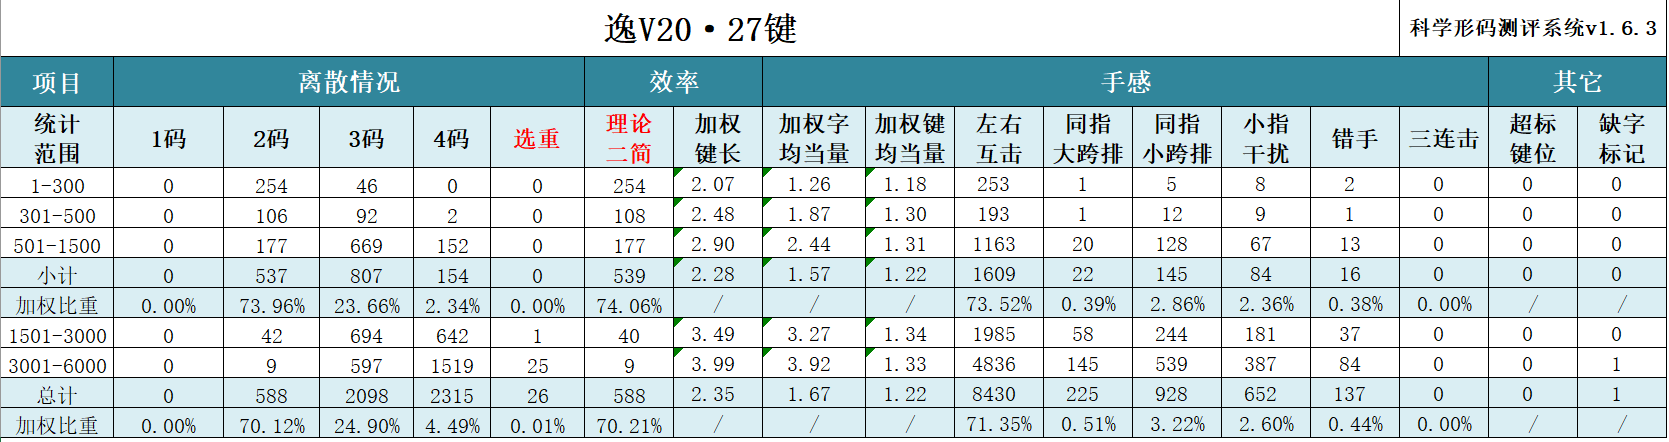 逸V20·27键 科学形码测评系统v1.6.3
项目 离散情况 效率 手感 其它
统计范围 1码 2码 3码 4码 选重 理论二简 加权键长 加权字均当量 加权键均当量 左右互击 同指大跨排 同指小跨排 小指干扰 错手 三连击 超标键位 缺字标记
1-300 0 254 46 0 0 254 2.07 1.26 1.18 253 1 5 8 2 0 0 0
301-500 0 106 92 2 0 108 2.48 1.87 1.30 193 1 12 9 1 0 0 0
501-1500 0 177 669 152 0 177 2.90 2.44 1.31 1163 20 128 67 13 0 0 0
小计 0 537 807 154 0 539 2.28 1.57 1.22 1609 22 145 84 16 0 0 0
加权比重 0.00% 73.96% 23.66% 2.34% 0.00% 74.06% / / / 73.52% 0.39% 2.86% 2.36% 0.38% 0.00% / /
1501-3000 0 42 694 642 1 40 3.49 3.27 1.34 1985 58 244 181 37 0 0 0
3001-6000 0 9 597 1519 25 9 3.99 3.92 1.33 4836 145 539 387 84 0 0 1
总计 0 588 2098 2315 26 588 2.35 1.67 1.22 8430 225 928 652 137 0 0 1
加权比重 0.00% 70.12% 24.90% 4.49% 0.01% 70.21% / / / 71.35% 0.51% 3.22% 2.60% 0.44% 0.00% / /